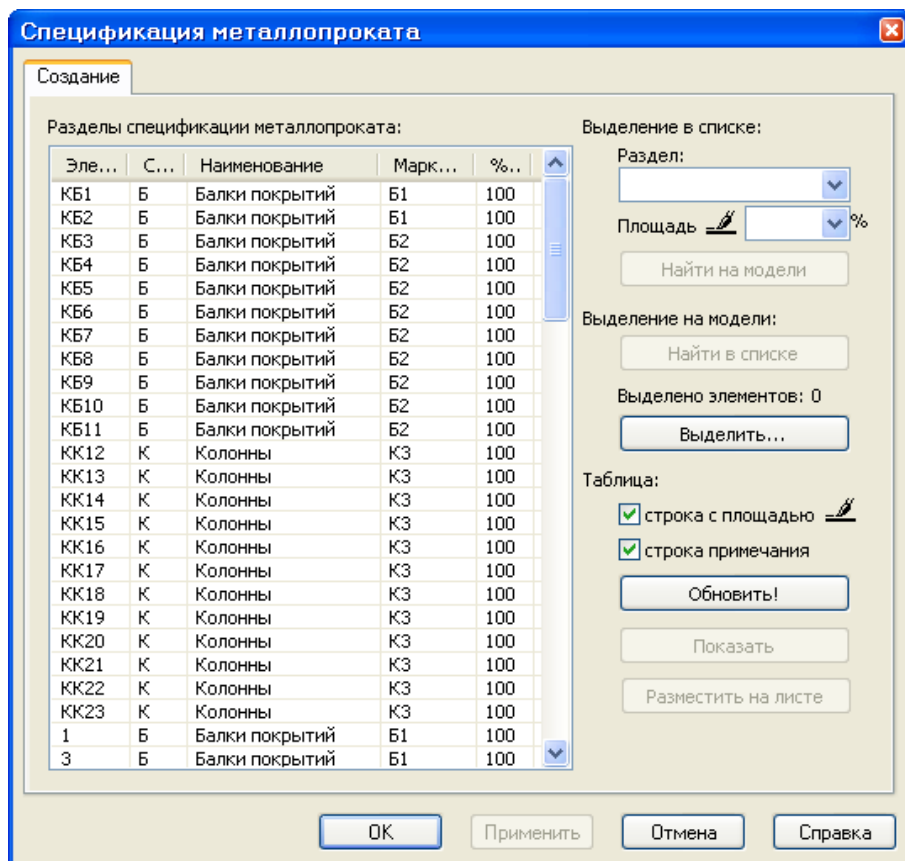 Спецификация металлопроката
Создание
Разделы спецификации металлопроката:
Эле... С... Наименование Марк... %..
КБ1 Б Балки покрытий Б1 100
КБ2 Б Балки покрытий Б1 100
КБ3 Б Балки покрытий Б2 100
КБ4 Б Балки покрытий Б2 100
КБ5 Б Балки покрытий Б2 100
КБ6 Б Балки покрытий Б2 100
КБ7 Б Балки покрытий Б2 100
КБ8 Б Балки покрытий Б2 100
КБ9 Б Балки покрытий Б2 100
КБ10 Б Балки покрытий Б2 100
КБ11 Б Балки покрытий Б2 100
КК12 К Колонны К3 100
КК13 К Колонны К3 100
КК14 К Колонны К3 100
КК15 К Колонны К3 100
КК16 К Колонны К3 100
КК17 К Колонны К3 100
КК18 К Колонны К3 100
КК19 К Колонны К3 100
КК20 К Колонны К3 100
КК21 К Колонны К3 100
КК22 К Колонны К3 100
КК23 К Колонны К3 100
1 Б Балки покрытий Б1 100
3 Б Балки покрытий Б1 100
Выделение в списке:
Раздел:
Площадь %
Найти на модели
Выделение на модели:
Найти в списке
Выделено элементов: 0
Выделить...
Таблица:
строка с площадью
строка примечания
Обновить!
Показать
Разместить на листе
ОК Применить Отмена Справка